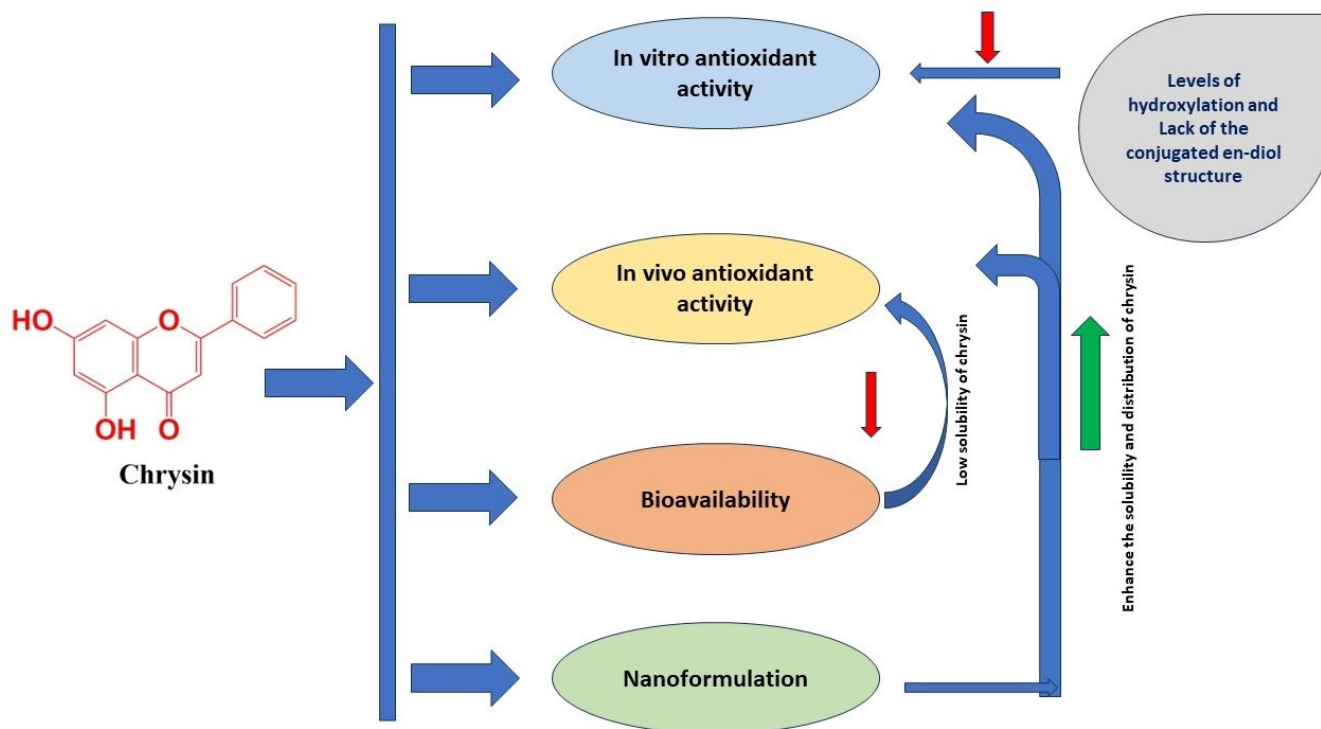 In vitro antioxidant
activity
Levels of
hydroxylation and
Lack of the
conjugated en-diol
structure
In vivo antioxidant
activity
HO
O
OH
O
Chrysin
Low solubility of chrysin
Enhance the solubility and distribution of chrysin
Bioavailability
Nanoformulation